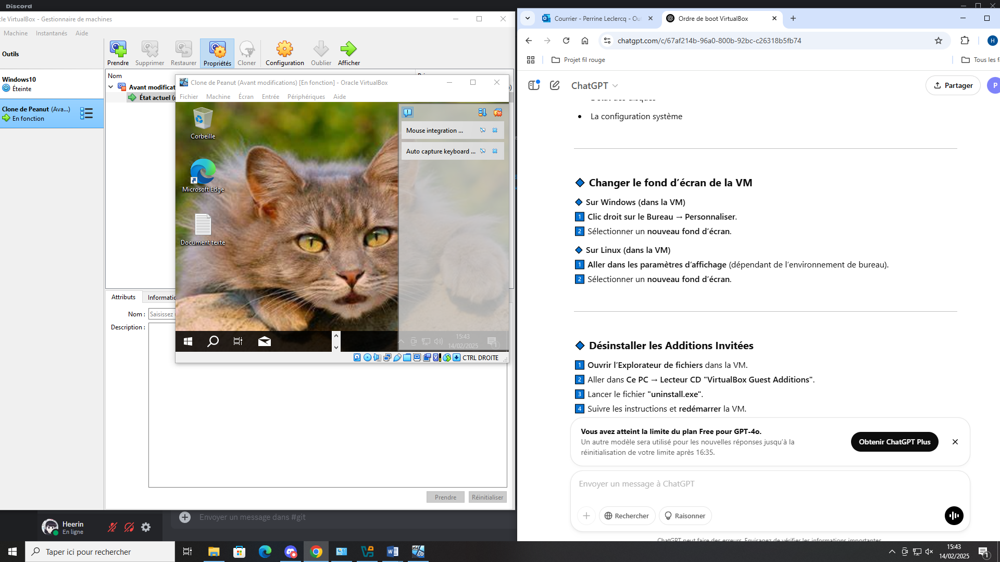 Discord
cle VirtualBox - Gestionnaire de machines
Machine Instantanés Aide
Outils
Prendre Supprimer Restaurer Propriétés Cloner Configuration Oublier Afficher
Windows10
Éteinte
Clone de Peanut (Ava...)
En fonction
Nom
Avant modificat
État actuel (
Clone de Peanut (Avant modifications) [En fonction] - Oracle VirtualBox
Fichier Machine Écran Entrée Périphériques Aide
Corbeille
Microsoft Edge
Document texte
Mouse integration ...
Auto capture keyboard ...
15:43
14/02/2025
CTRL DROITE
Attributs Informatio
Nom : Saisissez
Description :
Prendre Réinitialiser
Heerin
En ligne
Envoyer un message dans #git
Courrier - Perrine Leclercq - Ou
Ordre de boot VirtualBox
chatgpt.com/c/67af214b-96a0-800b-92bc-c26318b5fb74
H
Projet fil rouge
Tous les fa
ChatGPT
Partager
P
L'état des disques
• La configuration système
Changer le fond d'écran de la VM
Sur Windows (dans la VM)
1 Clic droit sur le Bureau → Personnaliser.
2 Sélectionner un nouveau fond d'écran.
Sur Linux (dans la VM)
1 Aller dans les paramètres d'affichage (dépendant de l'environnement de bureau).
2 Sélectionner un nouveau fond d'écran.
Désinstaller les Additions Invitées
1 Ouvrir l'Explorateur de fichiers dans la VM.
2 Aller dans Ce PC → Lecteur CD "VirtualBox Guest Additions".
3 Lancer le fichier "uninstall.exe".
4 Suivre les instructions et redémarrer la VM.
Vous avez atteint la limite du plan Free pour GPT-4o.
Un autre modèle sera utilisé pour les nouvelles réponses jusqu'à la
réinitialisation de votre limite après 16:35.
Obtenir ChatGPT Plus
Envoyer un message à ChatGPT
Rechercher
Raisonner
ChatGPT peut faire des erreurs. Envisagez de vérifier les informations importantes.
Taper ici pour rechercher
15:43
14/02/2025
1